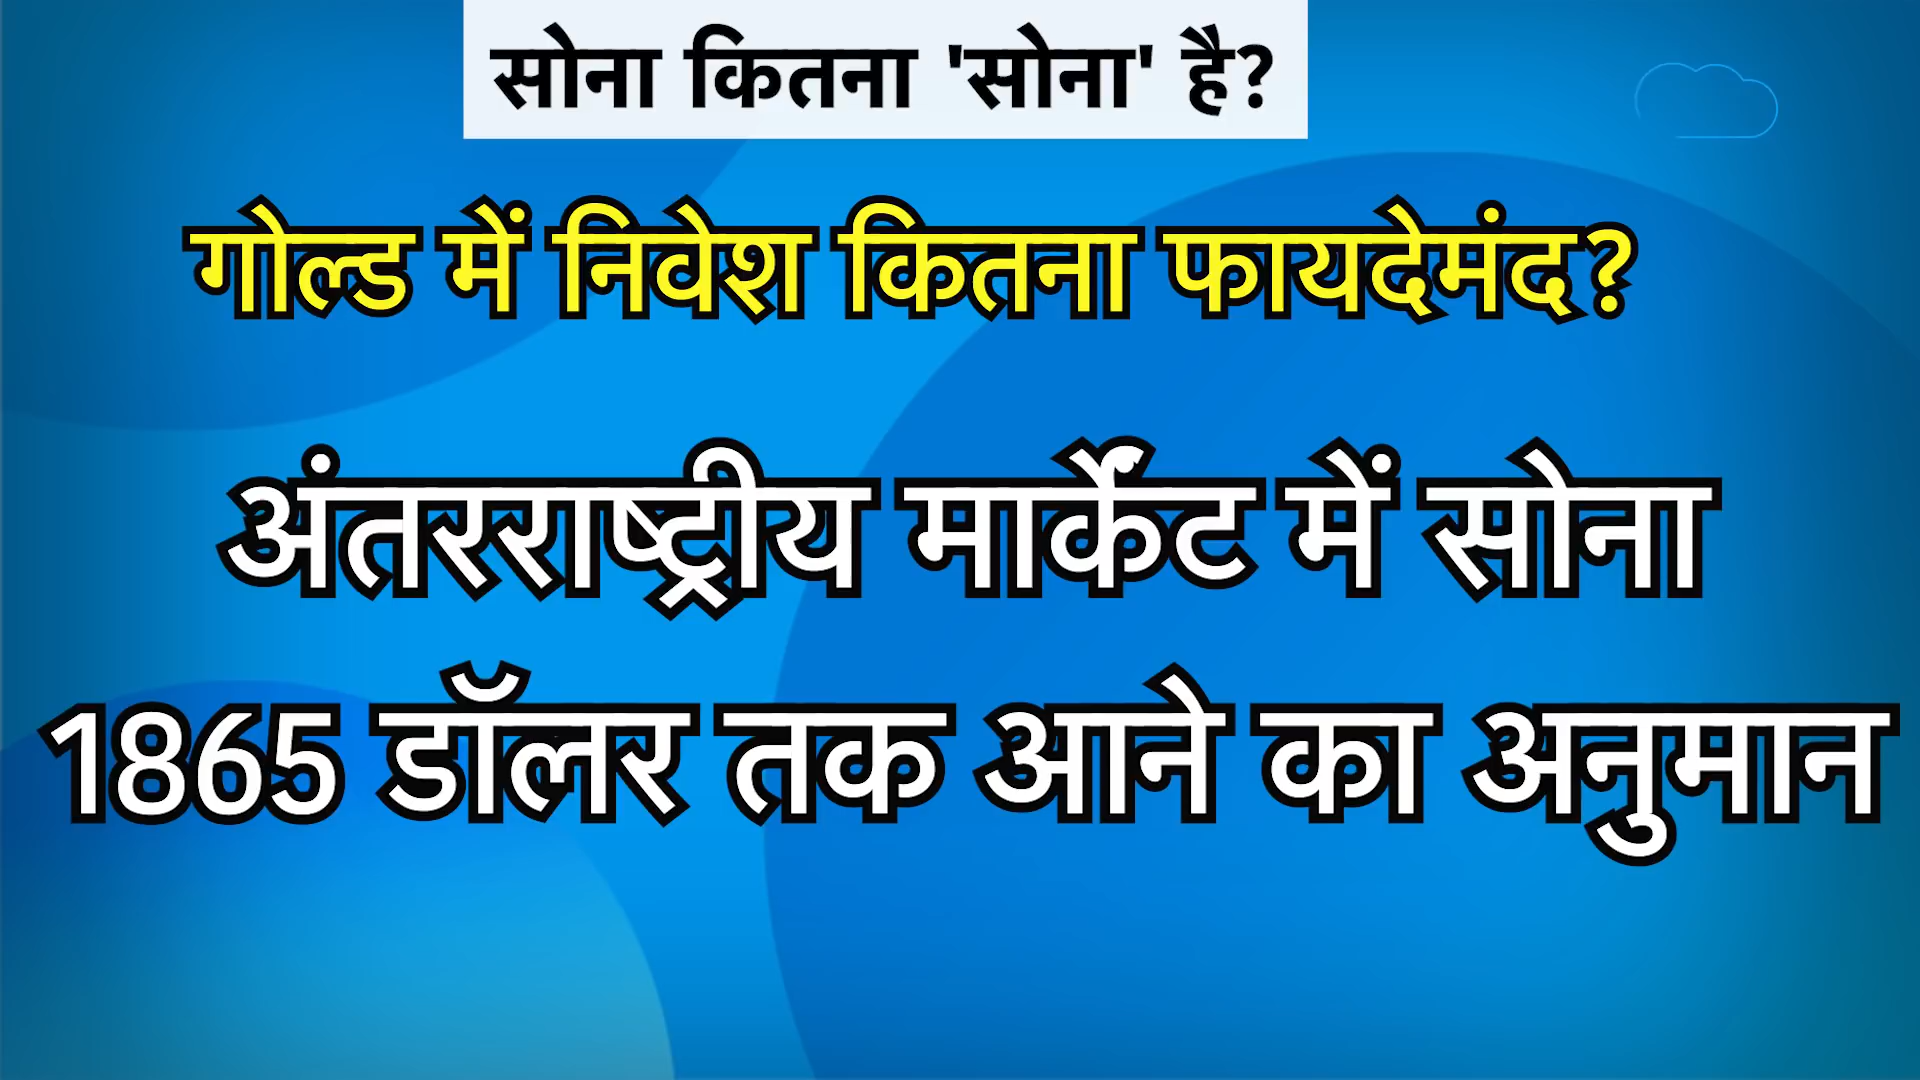 सोना कितना 'सोना' है?
गोल्ड में निवेश कितना फायदेमंद?
अंतरराष्ट्रीय मार्केट में सोना
1865 डॉलर तक आने का अनुमान